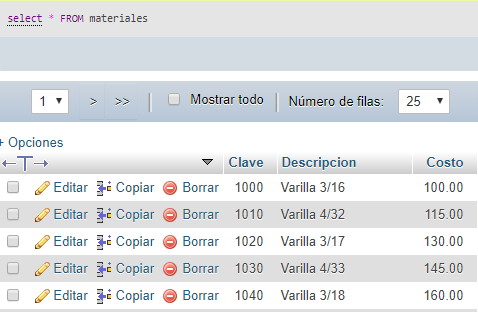 select * FROM materiales
1 > >> Mostrar todo Número de filas: 25
+ Opciones
Clave Descripcion Costo
Editar Copiar Borrar 1000 Varilla 3/16 100.00
Editar Copiar Borrar 1010 Varilla 4/32 115.00
Editar Copiar Borrar 1020 Varilla 3/17 130.00
Editar Copiar Borrar 1030 Varilla 4/33 145.00
Editar Copiar Borrar 1040 Varilla 3/18 160.00